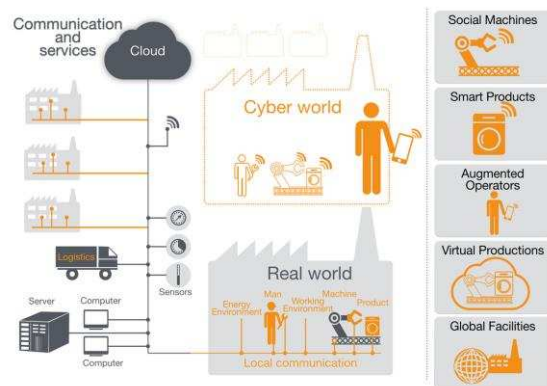 Communication
and
services
Cloud
Cyber world
Logistics
Sensors
Server
Computer
Computer
Real world
Energy
Environment
Man
Working
Environment
Machine
Product
Local communication
Social Machines
Smart Products
Augmented
Operators
Virtual Productions
Global Facilities